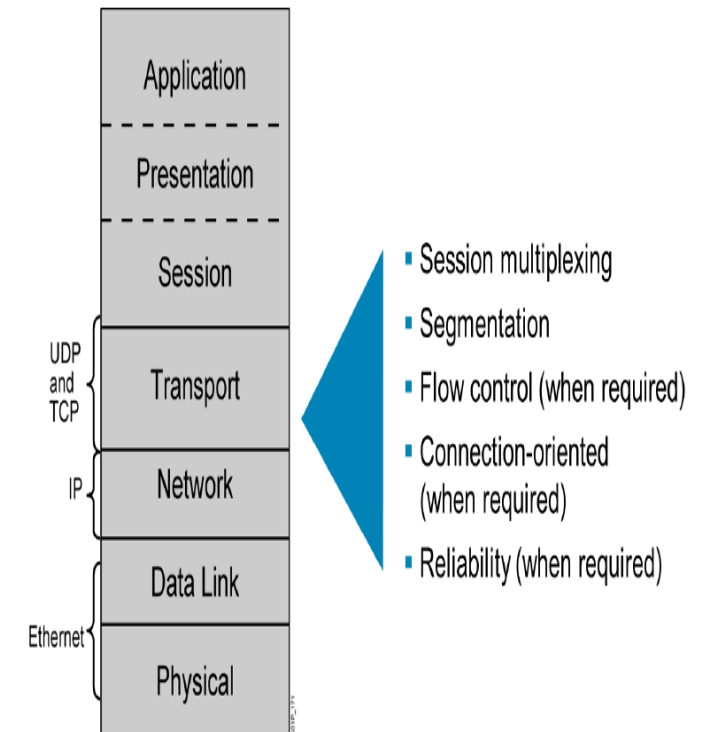 Application
Presentation
Session
UDP
and
TCP
Transport
IP
Network
Ethernet
Data Link
Physical
Session multiplexing
Segmentation
Flow control (when required)
Connection-oriented
(when required)
Reliability (when required)